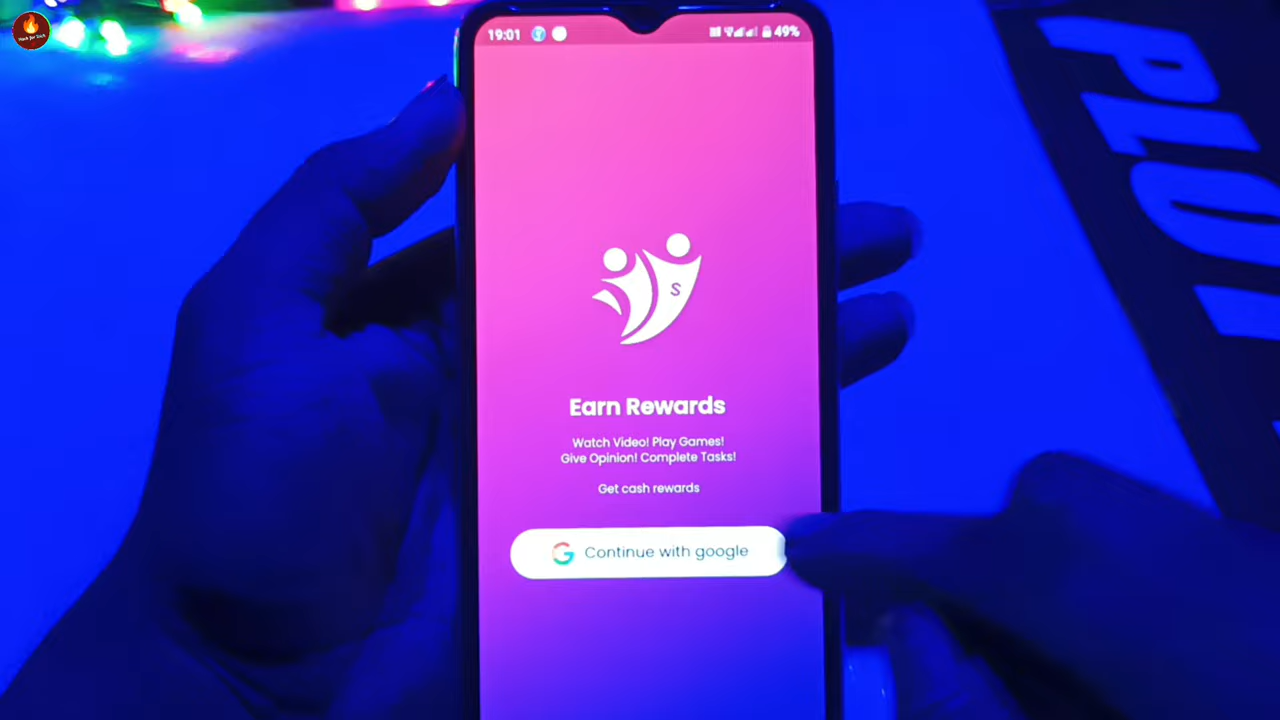 19:01
49%
S
Earn Rewards
Watch Video! Play Games!
Give Opinion! Complete Tasks!
Get cash rewards
Continue with google